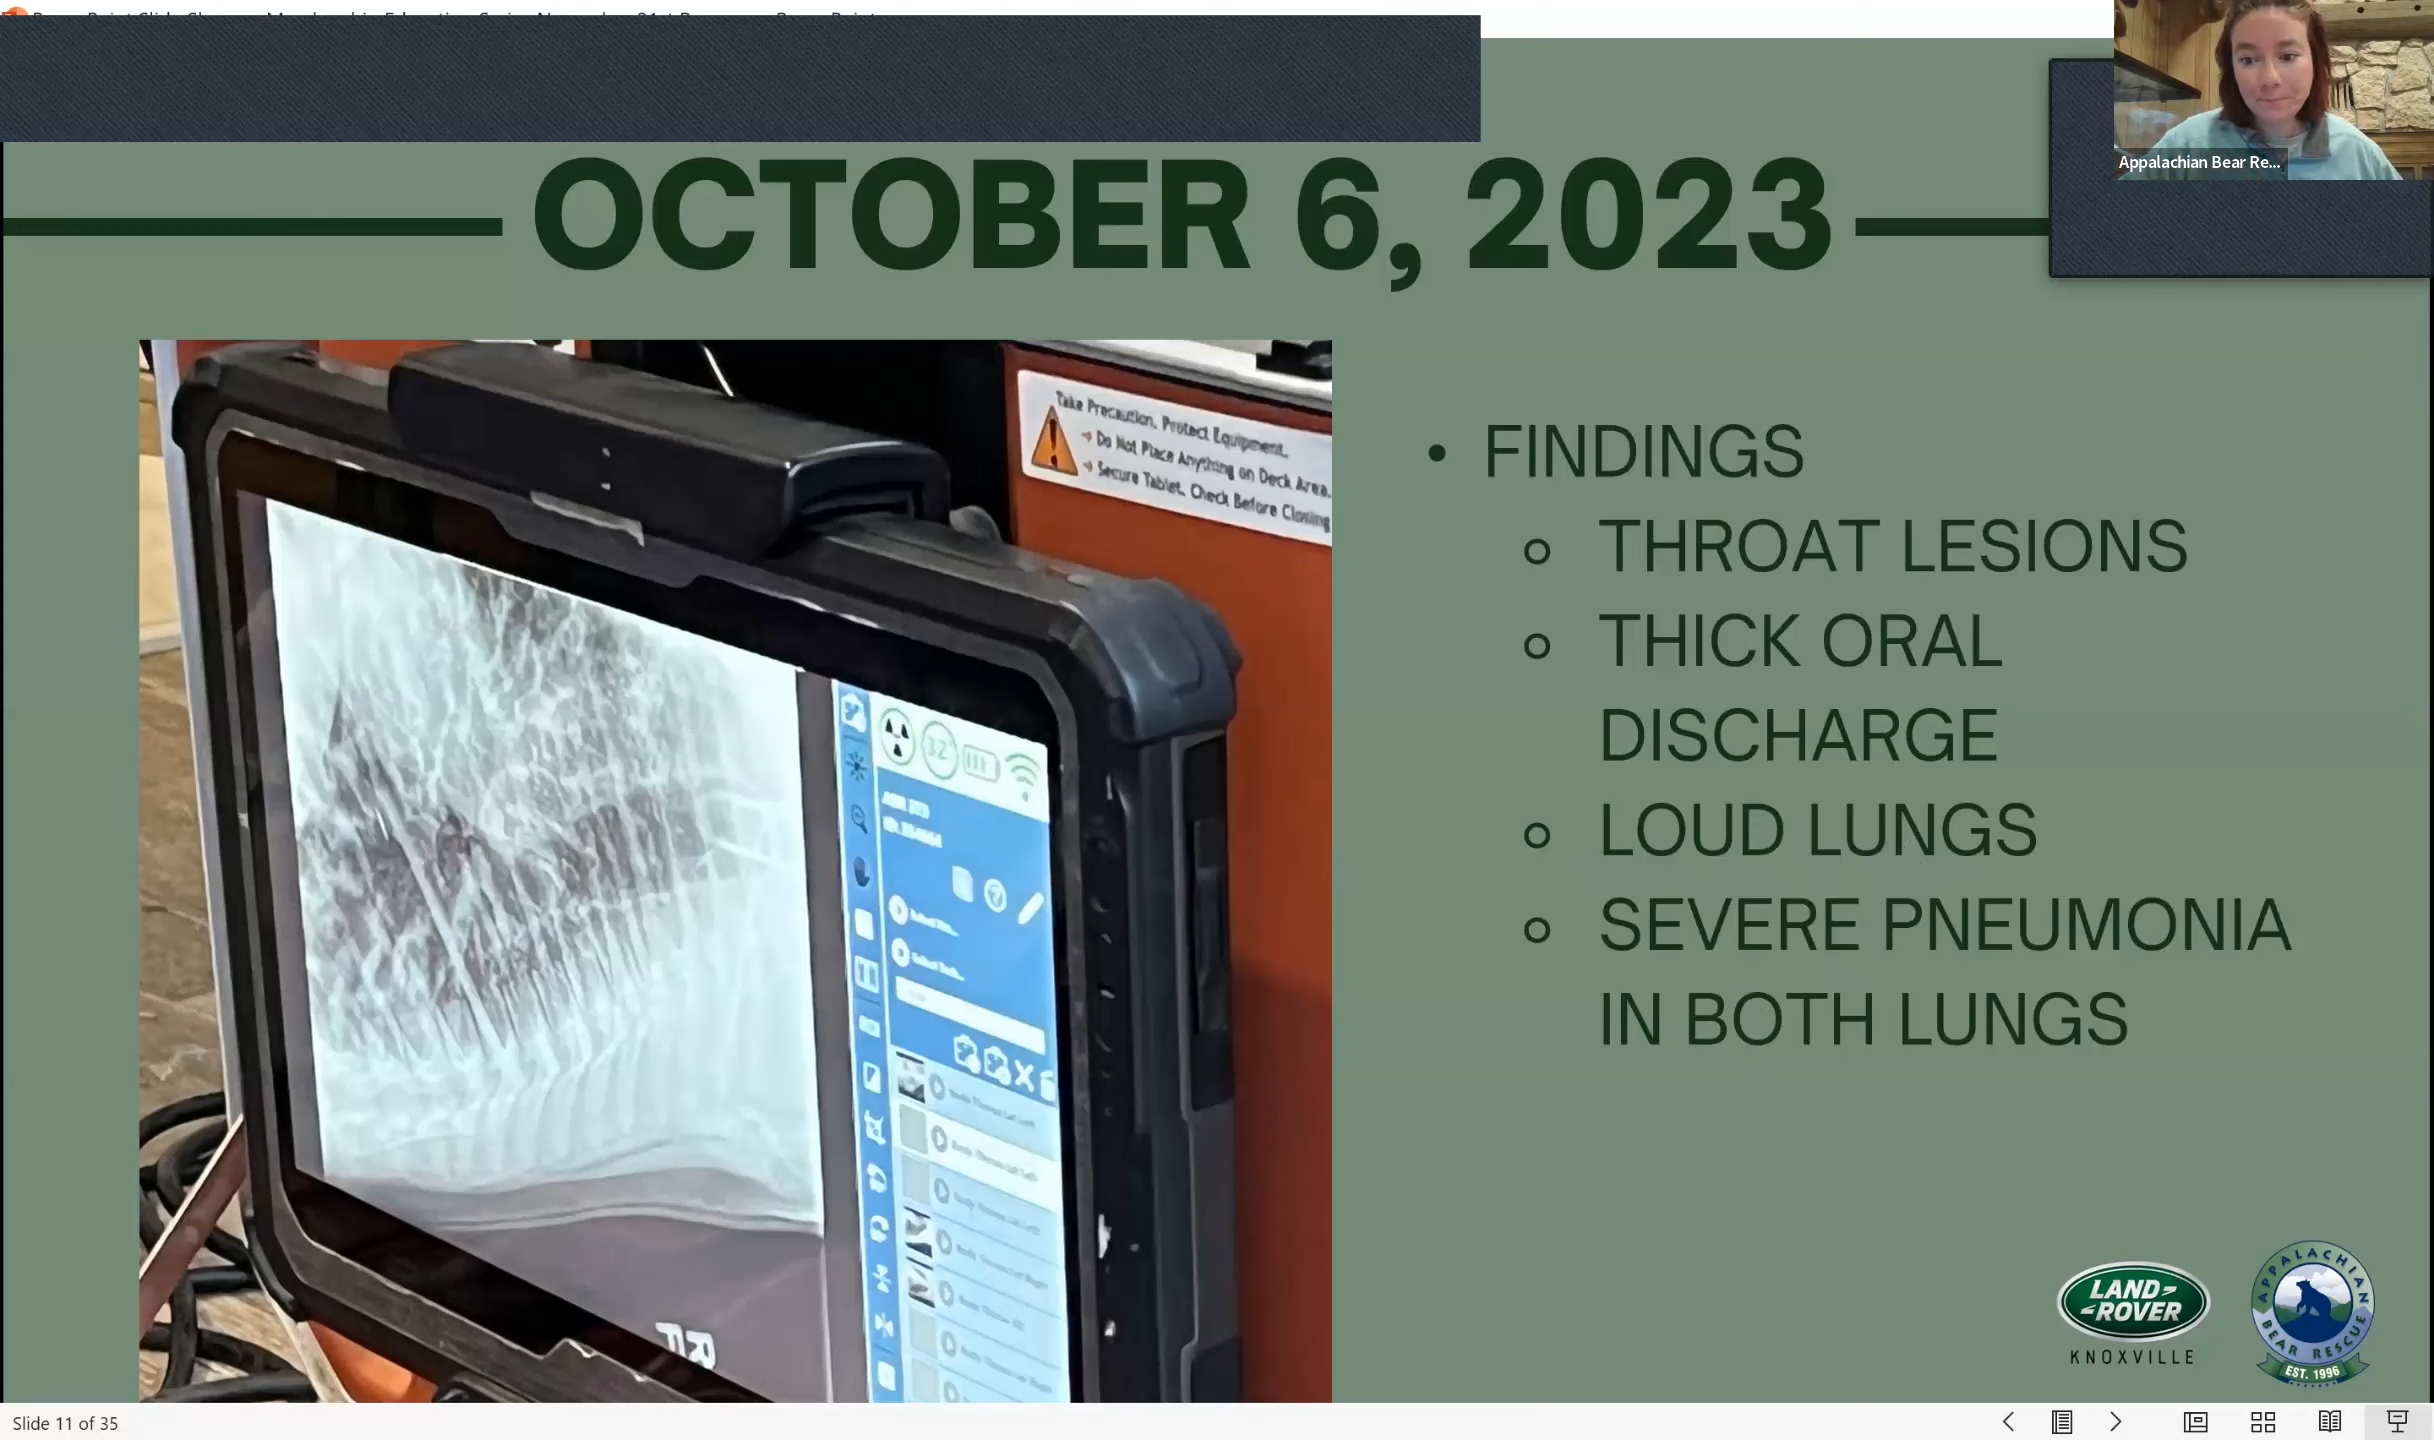 Appalachian Bear Re...
OCTOBER 6, 2023
Take Precaution. Protect Equipment.
Do Not Place Anything on Deck Area.
Secure Tablet. Check Before Closing
• FINDINGS
○ THROAT LESIONS
○ THICK ORAL
DISCHARGE
○ LOUD LUNGS
○ SEVERE PNEUMONIA
IN BOTH LUNGS
LAND
ROVER
KNOXVILLE
APPALACHIAN
BEAR RESCUE
EST. 1996
Slide 11 of 35